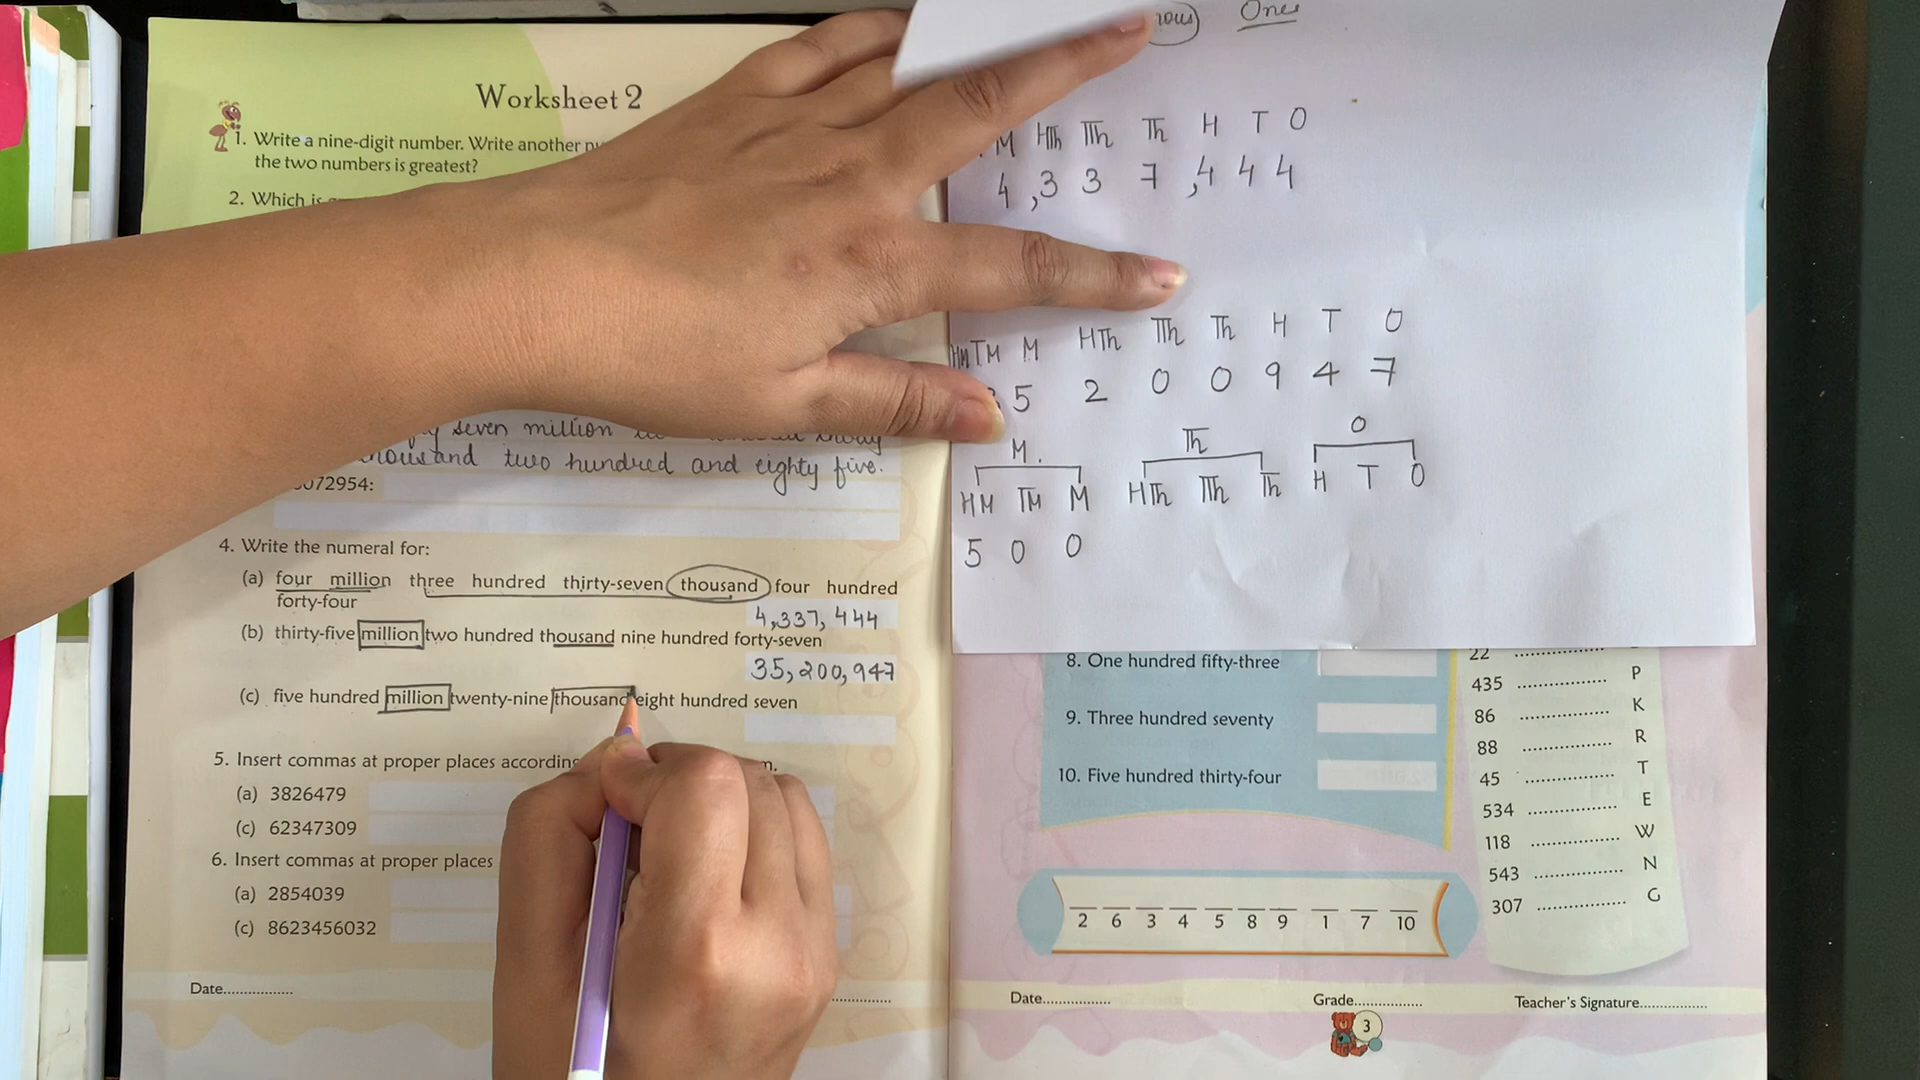 Worksheet 2
1. Write a nine-digit number. Write another
the two numbers is greatest?
2. Which is
seven million
thousand two hundred and eighty five.
072954:
4. Write the numeral for:
(a) four million three hundred thirty-seven thousand four hundred
forty-four
4,337,444
(b) thirty-five million two hundred thousand nine hundred forty-seven
35,200,947
(c) five hundred million twenty-nine thousand eight hundred seven
5. Insert commas at proper places
(a) 3826479
(c) 62347309
6. Insert commas at proper places
(a) 2854039
(c) 8623456032
Date.................
Ones
M HTh TTh Th H T O
4,3 3 7,4 4 4
HM TM M HTh TTh Th H T O
5 2 0 0 9 4 7
M. Th O
HM TM M HTh TTh Th H T O
5 0 0
8. One hundred fifty-three
9. Three hundred seventy
10. Five hundred thirty-four
22 ..................
435 .................. P
86 .................. K
88 .................. R
45 .................. T
534 .................. E
118 .................. W
543 .................. N
307 .................. G
2 6 3 4 5 8 9 1 7 10
Date................. Grade................. Teacher's Signature.................
3